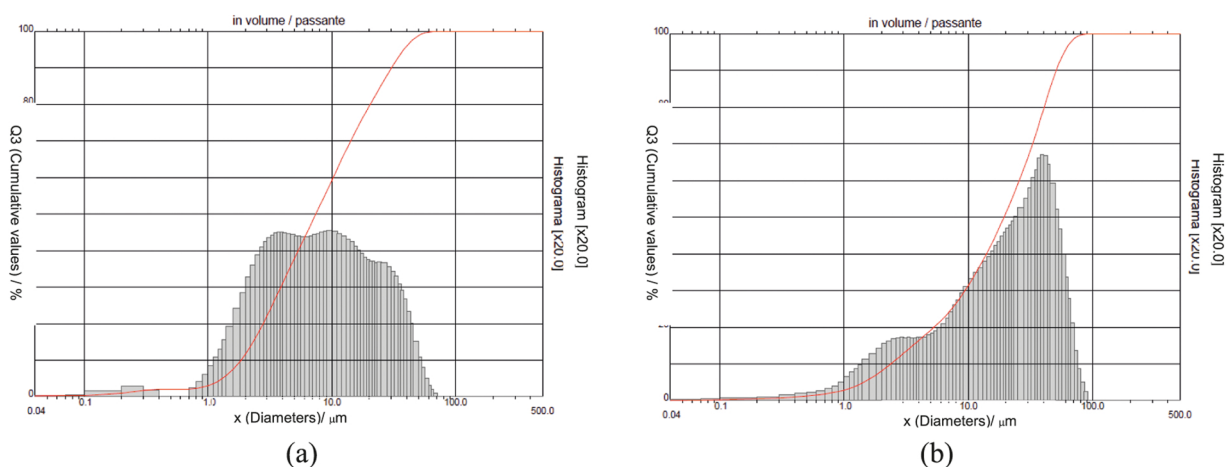 in volume / passante
100
80
0
Q3 (Cumulative values) / %
0.04 0.1 1.0 10.0 100.0 500.0
x (Diameters)/ μm
Histogram [x20.0]
Histograma [x20.0]
(a)
in volume / passante
100
0
Q3 (Cumulative values) / %
0.04 0.1 1.0 10.0 100.0 500.0
x (Diameters)/ μm
Histogram [x20.0]
Histograma [x20.0]
(b)